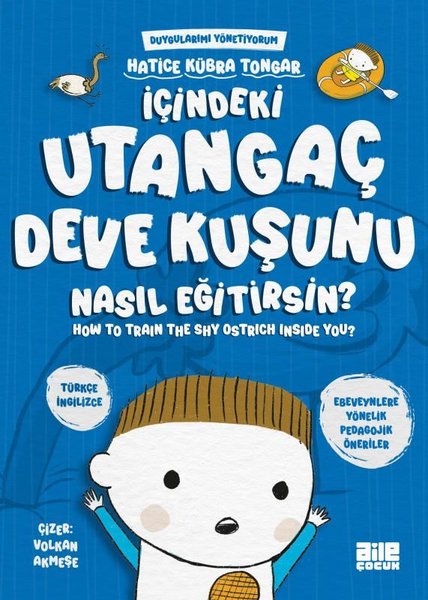 DUYGULARIMI YÖNETİYORUM
HATİCE KÜBRA TONGAR
İÇİNDEKİ
UTANGAÇ
DEVE KUŞUNU
NASIL EĞİTİRSİN?
HOW TO TRAIN THE SHY OSTRICH INSIDE YOU?
TÜRKÇE
İNGİLİZCE
EBEVEYNLERE
YÖNELİK
PEDAGOJİK
ÖNERİLER
ÇİZER:
VOLKAN
AKMEŞE
aile
ÇOCUK